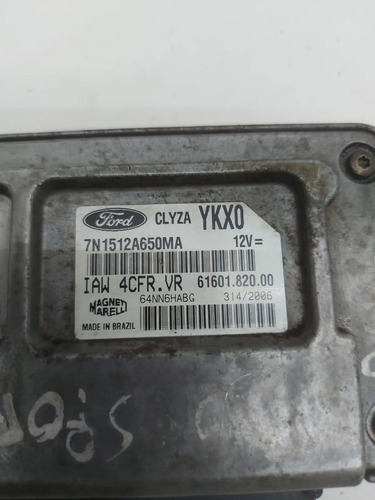 Ford CLYZA YKX0
7N1512A650MA 12V=
IAW 4CFR.VR 61601.820.00
MAGNETI MARELLI 64NN6HABG 314/2006
MADE IN BRAZIL